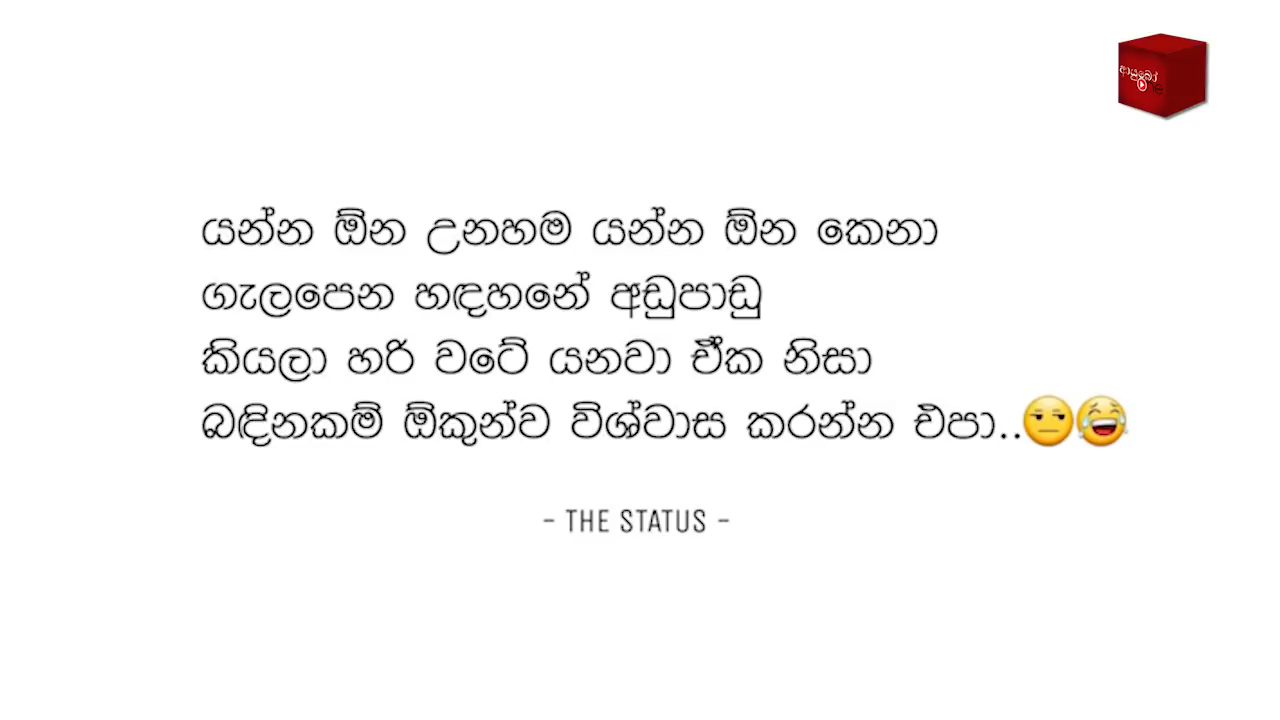 ආයුබෝ
යන්න ඕන උනහම යන්න ඕන කෙනා
ගැලපෙන හඳහනේ අඩුපාඩු
කියලා හරි වටේ යනවා ඒක නිසා
බඳිනකම් ඕකුන්ව විශ්වාස කරන්න එපා..😒😂
- THE STATUS -